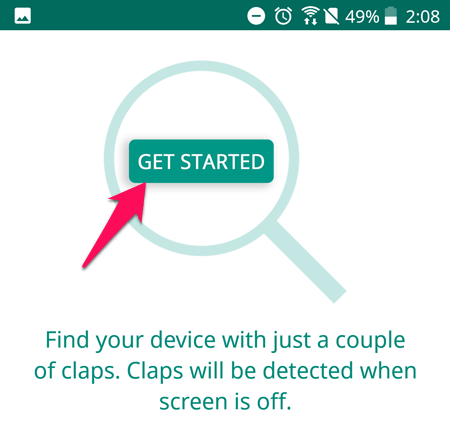 49% 2:08
GET STARTED
Find your device with just a couple
of claps. Claps will be detected when
screen is off.